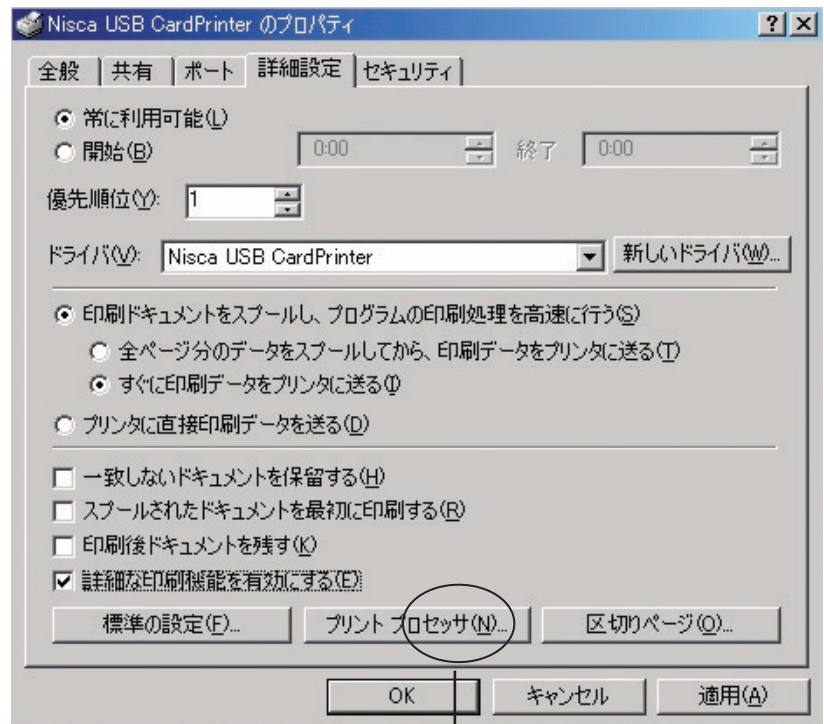 Nisca USB CardPrinter のプロパティ
全般 共有 ポート 詳細設定 セキュリティ
常に利用可能(L)
開始(B) 0:00 終了 0:00
優先順位(Y): 1
ドライバ(V): Nisca USB CardPrinter 新しいドライバ(W)...
印刷ドキュメントをスプールし、プログラムの印刷処理を高速に行う(S)
全ページ分のデータをスプールしてから、印刷データをプリンタに送る(T)
すぐに印刷データをプリンタに送る(I)
プリンタに直接印刷データを送る(D)
一致しないドキュメントを保留する(H)
スプールされたドキュメントを最初に印刷する(R)
印刷後ドキュメントを残す(K)
詳細な印刷機能を有効にする(E)
標準の設定(F)... プリント プロセッサ(N)... 区切りページ(O)...
OK キャンセル 適用(A)